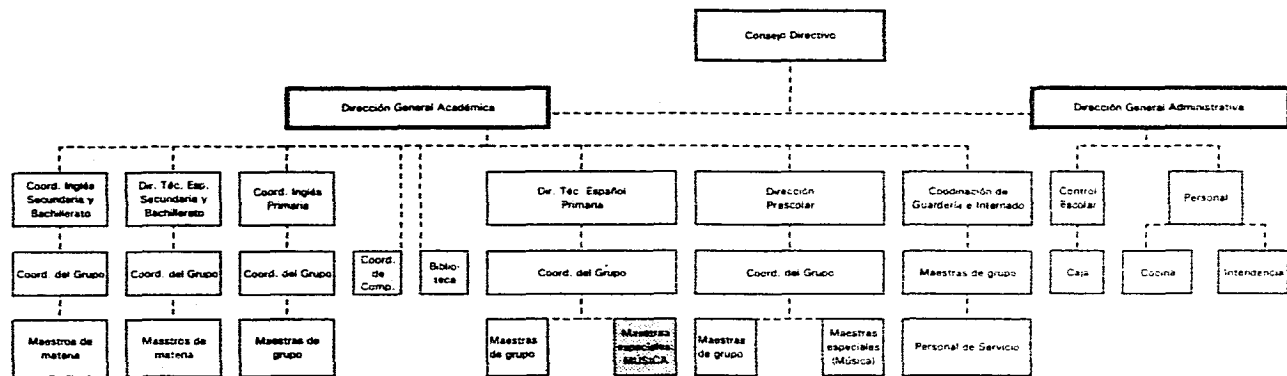 Consejo Directivo
Dirección General Académica
Dirección General Administrativa
Coord. Inglés
Secundaria y
Bachillerato
Dir. Téc. Esp.
Secundaria y
Bachillerato
Coord. Inglés
Primaria
Dir. Téc. Español
Primaria
Dirección
Prescolar
Coodinación de
Guardería e Internado
Control
Escolar
Personal
Coord. del Grupo
Coord. del Grupo
Coord. del Grupo
Coord.
de
Comp.
Biblio-
teca
Coord. del Grupo
Coord. del Grupo
Maestras de grupo
Caja
Cocina
Intendencia
Maestros de
materia
Maestros de
materia
Maestras de
grupo
Maestras
de grupo
Maestras
especiales
MÚSICA
Maestras
de grupo
Maestras
especiales
(Música)
Personal de Servicio